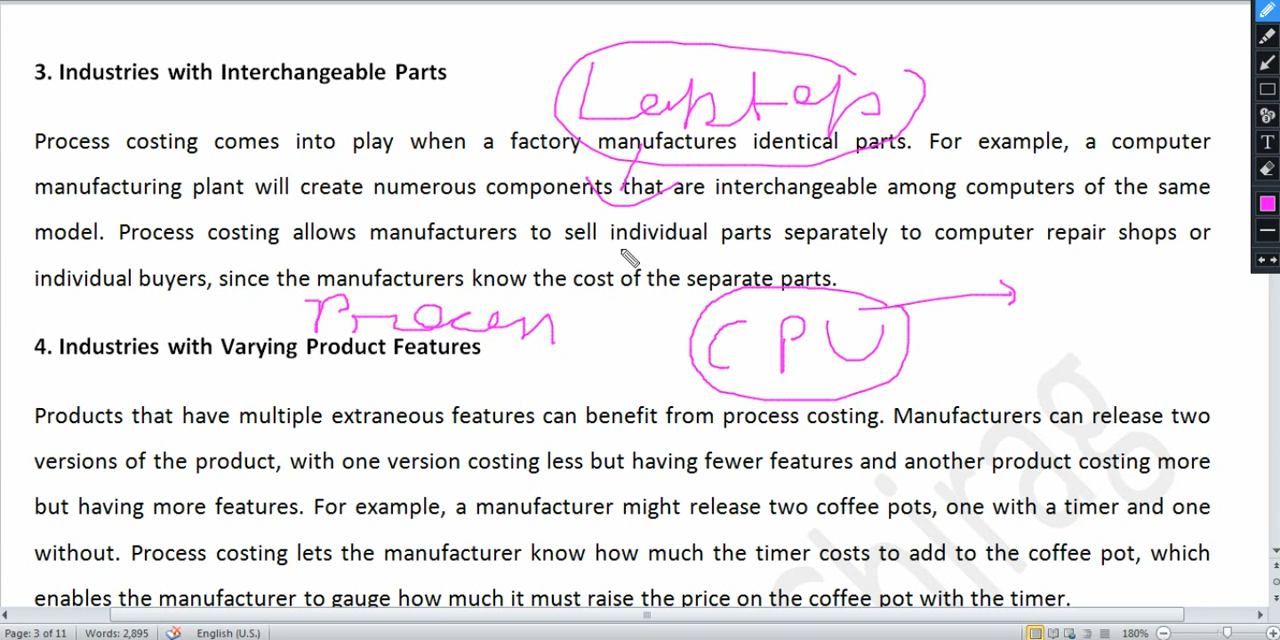 3. Industries with Interchangeable Parts
Laptops
Process costing comes into play when a factory manufactures identical parts. For example, a computer
manufacturing plant will create numerous components that are interchangeable among computers of the same
model. Process costing allows manufacturers to sell individual parts separately to computer repair shops or
individual buyers, since the manufacturers know the cost of the separate parts.
Process
CPU
4. Industries with Varying Product Features
Products that have multiple extraneous features can benefit from process costing. Manufacturers can release two
versions of the product, with one version costing less but having fewer features and another product costing more
but having more features. For example, a manufacturer might release two coffee pots, one with a timer and one
without. Process costing lets the manufacturer know how much the timer costs to add to the coffee pot, which
enables the manufacturer to gauge how much it must raise the price on the coffee pot with the timer.
chirag
T
Page: 3 of 11 Words: 2,895 English (U.S.) 180%